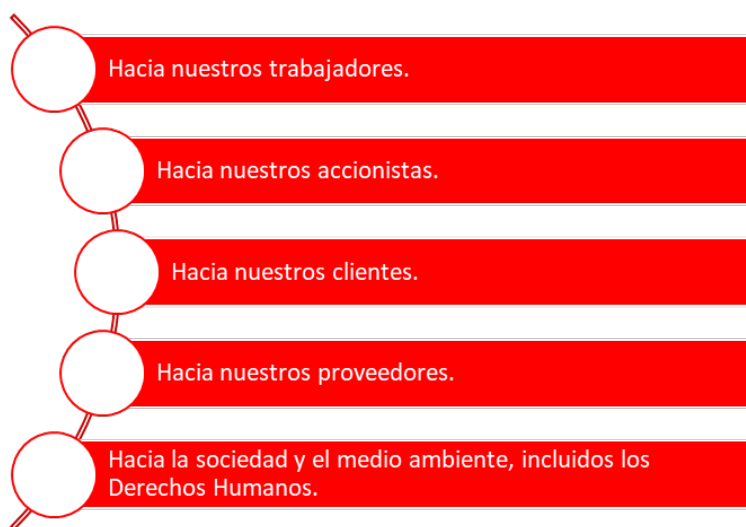 Hacia nuestros trabajadores.
Hacia nuestros accionistas.
Hacia nuestros clientes.
Hacia nuestros proveedores.
Hacia la sociedad y el medio ambiente, incluidos los
Derechos Humanos.